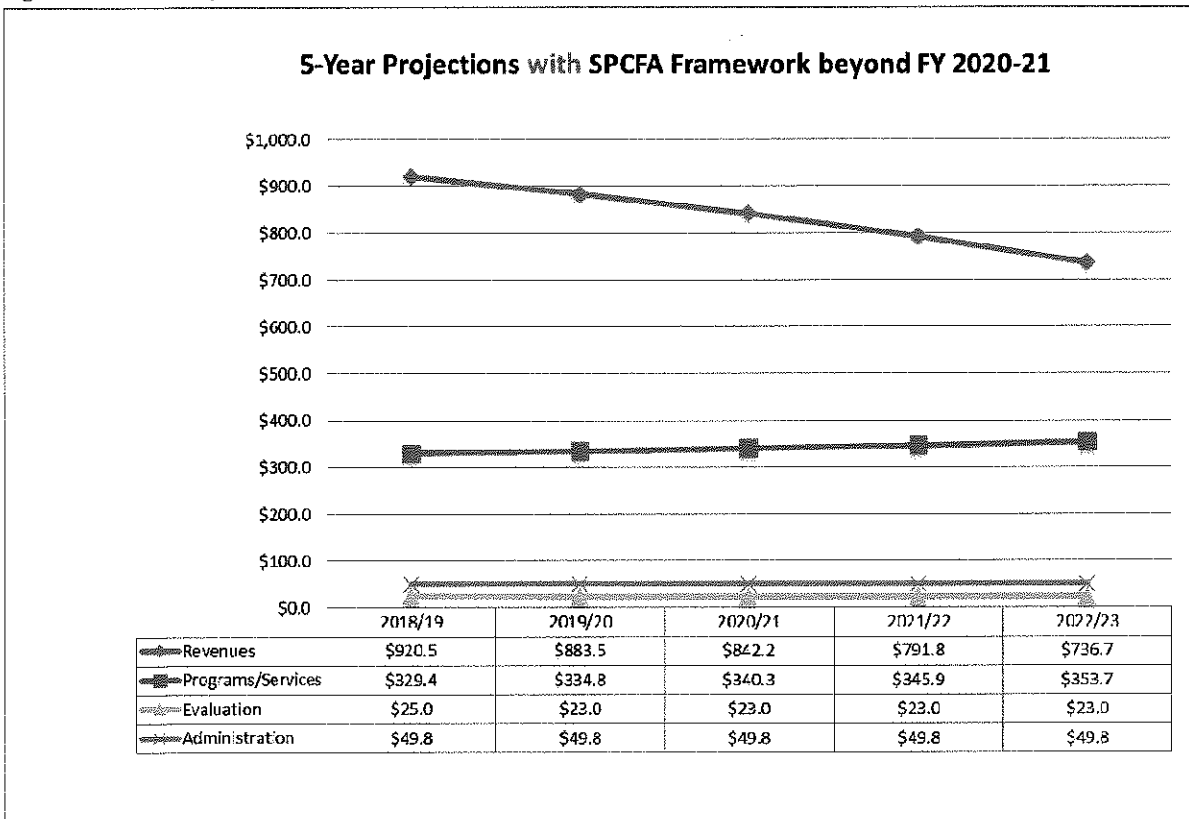 5-Year Projections with SPCFA Framework beyond FY 2020-21
$1,000.0
$900.0
$800.0
$700.0
$600.0
$500.0
$400.0
$300.0
$200.0
$100.0
$0.0
2018/19 2019/20 2020/21 2021/22 2022/23
Revenues $920.5 $883.5 $842.2 $791.8 $736.7
Programs/Services $329.4 $334.8 $340.3 $345.9 $353.7
Evaluation $25.0 $23.0 $23.0 $23.0 $23.0
Administration $49.8 $49.8 $49.8 $49.8 $49.8